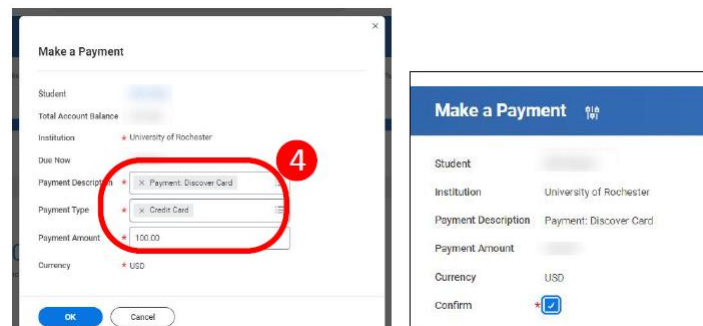 Make a Payment
Student
Total Account Balance
Institution * University of Rochester
Due Now
Payment Description * × Payment: Discover Card
4
Payment Type * × Credit Card
Payment Amount * 100.00
Currency * USD
OK Cancel
Make a Payment
Student
Institution University of Rochester
Payment Description Payment: Discover Card
Payment Amount
Currency USD
Confirm *